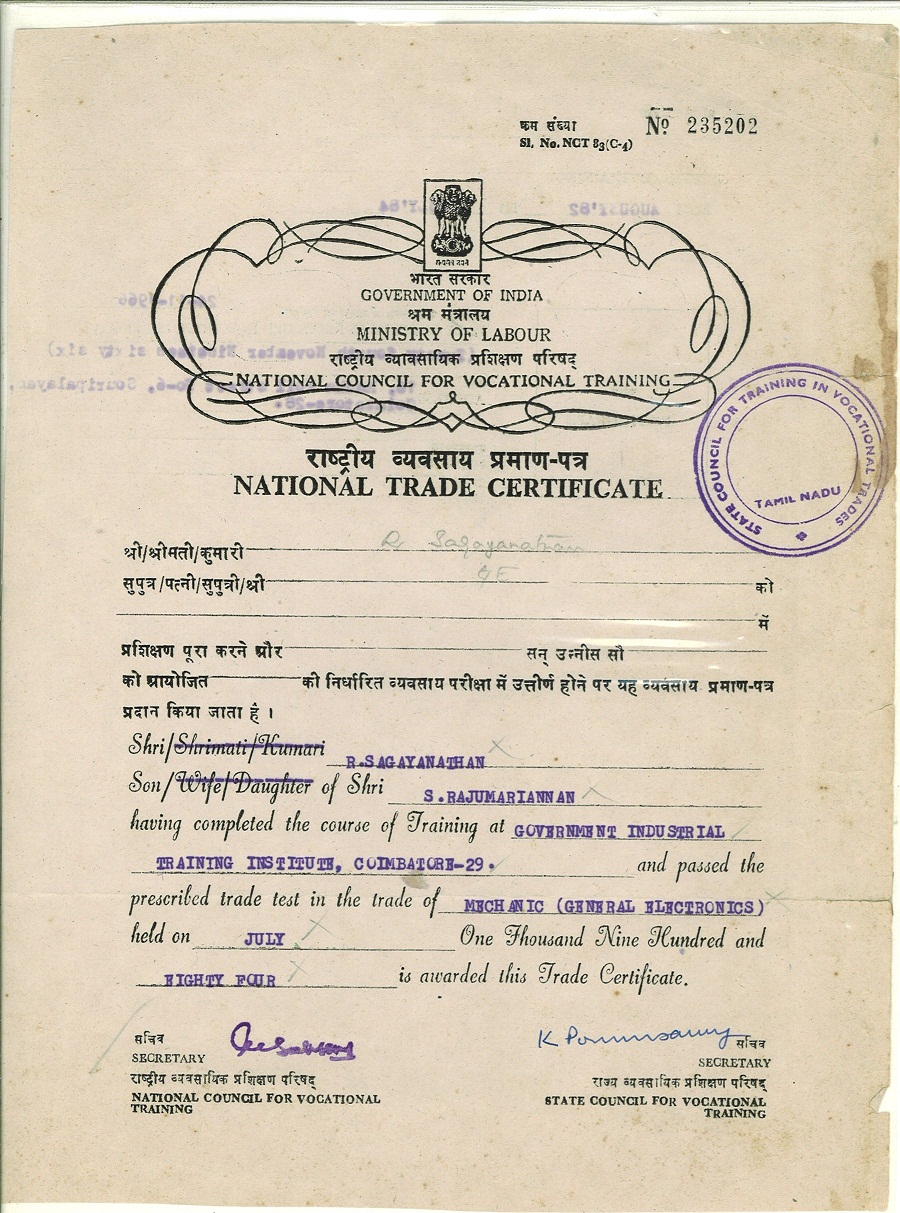 क्रम संख्या
Sl. No. NCT 83(C-4)
Nº 235202
भारत सरकार
GOVERNMENT OF INDIA
श्रम मंत्रालय
MINISTRY OF LABOUR
राष्ट्रीय व्यावसायिक प्रशिक्षण परिषद्
NATIONAL COUNCIL FOR VOCATIONAL TRAINING
STATE COUNCIL FOR TRAINING IN VOCATIONAL TRADES
TAMIL NADU
राष्ट्रीय व्यवसाय प्रमाण-पत्र
NATIONAL TRADE CERTIFICATE
श्री/श्रीमती/कुमारी R Sagayanathan
सुपुत्र/पत्नी/सुपुत्री/श्री को
में
प्रशिक्षण पूरा करने और सन् उन्नीस सौ
को आयोजित की निर्धारित व्यवसाय परीक्षा में उत्तीर्ण होने पर यह व्यवसाय प्रमाण-पत्र
प्रदान किया जाता है ।
Shri/Shrimati/Kumari R.SAGAYANATHAN
Son/Wife/Daughter of Shri S.RAJUMARIANNAN
having completed the course of Training at GOVERNMENT INDUSTRIAL
TRAINING INSTITUTE, COIMBATORE-29. and passed the
prescribed trade test in the trade of MECHANIC (GENERAL ELECTRONICS)
held on JULY One Thousand Nine Hundred and
EIGHTY FOUR is awarded this Trade Certificate.
सचिव
SECRETARY
राष्ट्रीय व्यवसायिक प्रशिक्षण परिषद्
NATIONAL COUNCIL FOR VOCATIONAL
TRAINING
K Ponnusamy
सचिव
SECRETARY
राज्य व्यवसायिक प्रशिक्षण परिषद्
STATE COUNCIL FOR VOCATIONAL
TRAINING